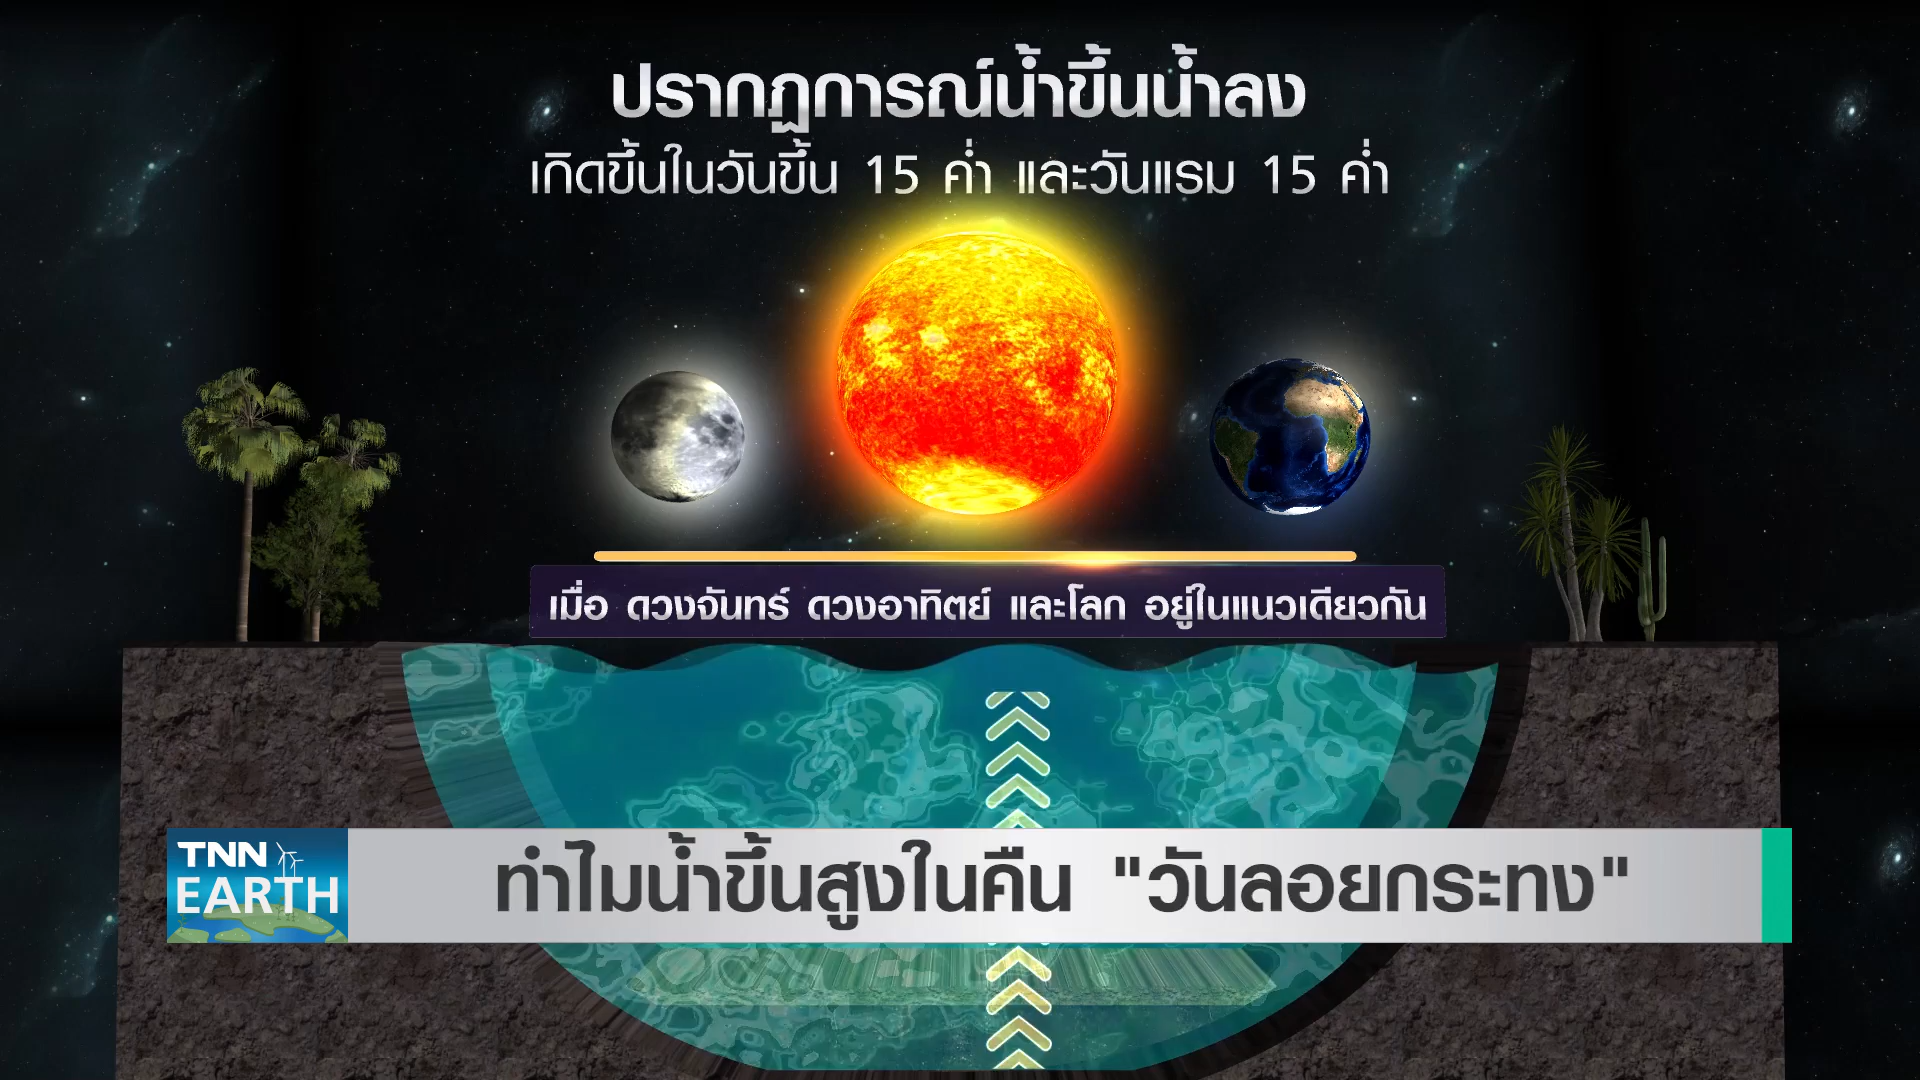 ปรากฏการณ์น้ำขึ้นน้ำลง
เกิดขึ้นในวันขึ้น 15 ค่ำ และวันแรม 15 ค่ำ
เมื่อ ดวงจันทร์ ดวงอาทิตย์ และโลก อยู่ในแนวเดียวกัน
TNN
EARTH
ทำไมน้ำขึ้นสูงในคืน "วันลอยกระทง"